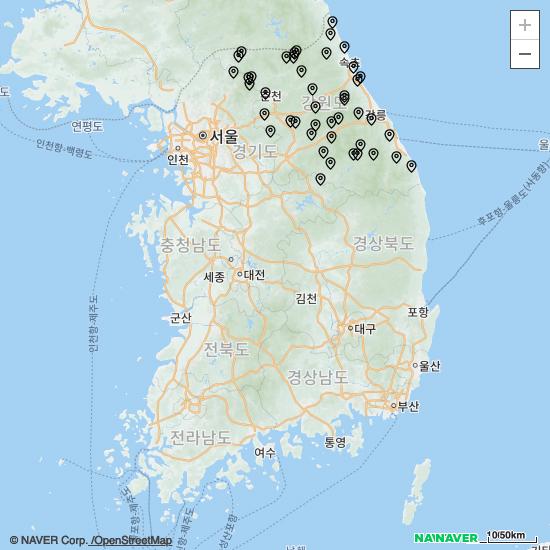 +
−
속초
춘천
강원도
강릉
연평도
인천항-백령도
서울
인천
경기도
울
후포항-울릉도(사동항)
충청남도
경상북도
세종
대전
인천항-제주도
김천
군산
포항
대구
전북도
울산
경상남도
부산
전라남도
통영
여수
목포항-제주도
© NAVER Corp. /OpenStreetMap
NAVER
10/50km